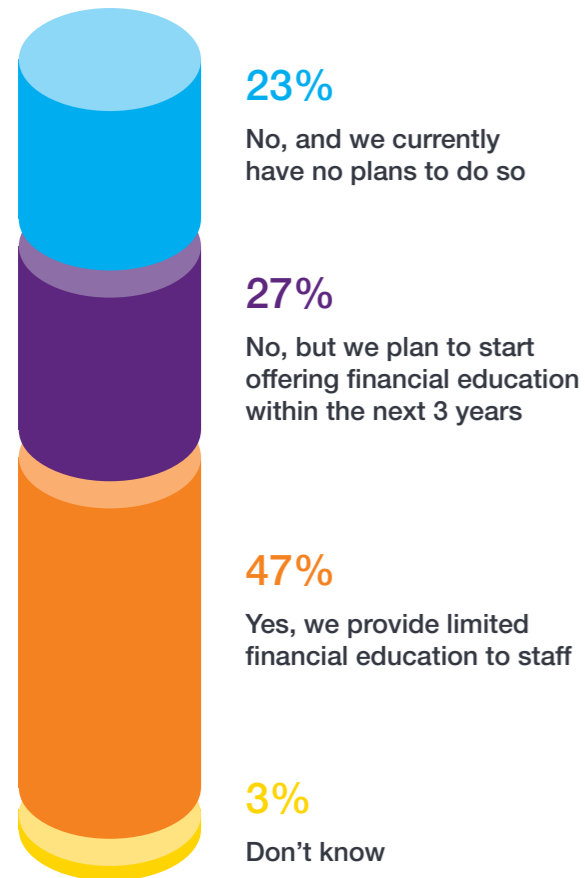 23%
No, and we currently
have no plans to do so
27%
No, but we plan to start
offering financial education
within the next 3 years
47%
Yes, we provide limited
financial education to staff
3%
Don’t know